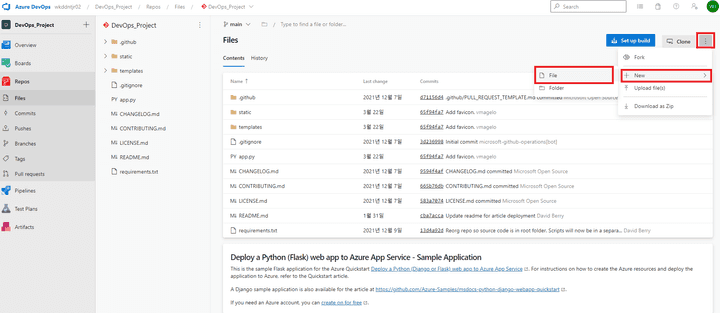 Azure DevOps wkddntjr52 / DevOps_Project / Repos / Files / DevOps_Project
Search
DevOps_Project
Overview
Boards
Repos
Files
Commits
Pushes
Branches
Tags
Pull requests
Pipelines
Test Plans
Artifacts
DevOps_Project
.github
static
templates
.gitignore
PY app.py
CHANGELOG.md
CONTRIBUTING.md
LICENSE.md
README.md
requirements.txt
main / Type to find a file or folder...
Files
Set up build
Clone
Fork
New
Upload file(s)
Download as Zip
File
Folder
Contents History
Name Last change Commits
.github 2021년 12월 7일 d71156d4 .github/PULL_REQUEST_TEMPLATE.md committed Microsoft Open Source
static 3월 22일 65f94fa7 Add favicon. vmagelo
templates 3월 22일 65f94fa7 Add favicon. vmagelo
.gitignore 2021년 12월 7일 3d236098 Initial commit microsoft-github-operations[bot]
PY app.py 3월 22일 65f94fa7 Add favicon. vmagelo
M↓ CHANGELOG.md 2021년 12월 7일 9594f4af CHANGELOG.md committed Microsoft Open Source
M↓ CONTRIBUTING.md 2021년 12월 7일 665b76db CONTRIBUTING.md committed Microsoft Open Source
M↓ LICENSE.md 2021년 12월 7일 583a7074 LICENSE.md committed Microsoft Open Source
M↓ README.md 1월 31일 cba7acca Update readme for article deployment David Berry
requirements.txt 2021년 12월 9일 Reorg repo so source code is in root folder. Scripts will now be in a separa... David Berry
Deploy a Python (Flask) web app to Azure App Service - Sample Application
This is the sample Flask application for the Azure Quickstart Deploy a Python (Django or Flask) web app to Azure App Service. For instructions on how to create the Azure resources and deploy
the application to Azure, refer to the Quickstart article.
A Django sample application is also available for the article at https://github.com/Azure-Samples/msdocs-python-django-webapp-quickstart.
If you need an Azure account, you can create on for free.